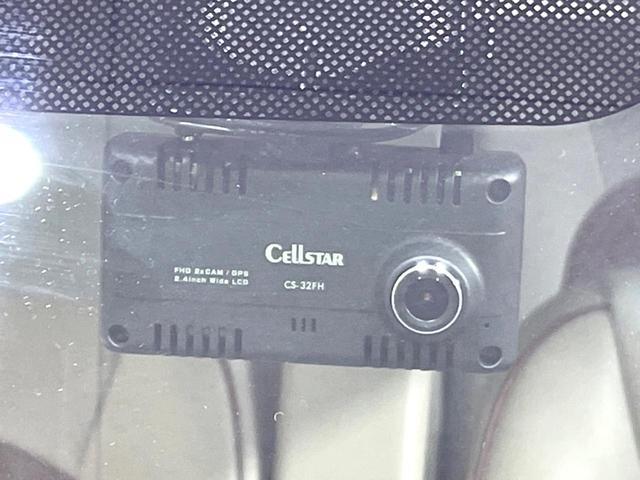 CELLSTAR
FHD 2xCAM / GPS
2.4inch Wide LCD
CS-32FH